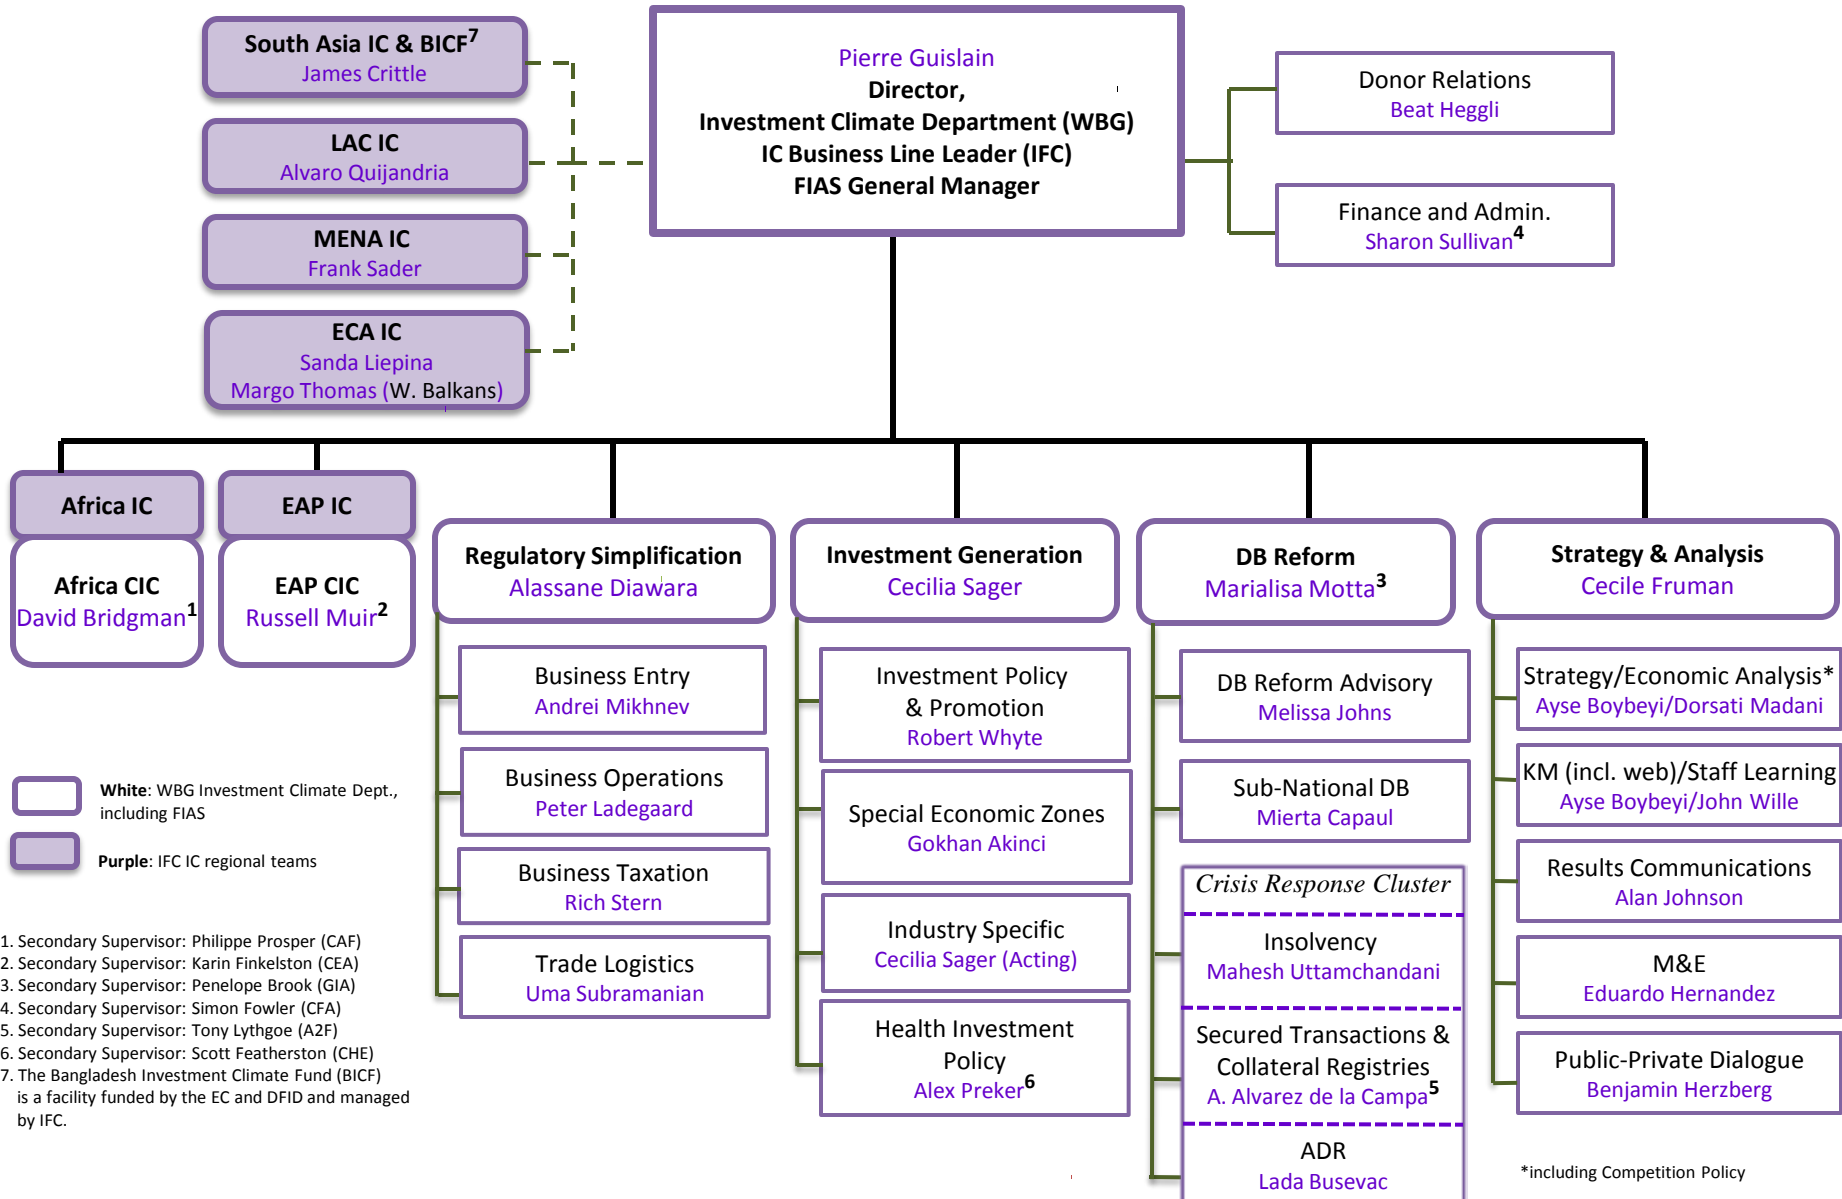 South Asia IC & BICF7
James Crittle
LAC IC
Alvaro Quijandria
MENA IC
Frank Sader
ECA IC
Sanda Liepina
Margo Thomas (W. Balkans)
Pierre Guislain
Director,
Investment Climate Department (WBG)
IC Business Line Leader (IFC)
FIAS General Manager
Donor Relations
Beat Heggli
Finance and Admin.
Sharon Sullivan4
Africa IC
Africa CIC
David Bridgman1
EAP IC
EAP CIC
Russell Muir2
Regulatory Simplification
Alassane Diawara
Business Entry
Andrei Mikhnev
Business Operations
Peter Ladegaard
Business Taxation
Rich Stern
Trade Logistics
Uma Subramanian
Investment Generation
Cecilia Sager
Investment Policy
& Promotion
Robert Whyte
Special Economic Zones
Gokhan Akinci
Industry Specific
Cecilia Sager (Acting)
Health Investment
Policy
Alex Preker6
DB Reform
Marialisa Motta3
DB Reform Advisory
Melissa Johns
Sub-National DB
Mierta Capaul
Crisis Response Cluster
Insolvency
Mahesh Uttamchandani
Secured Transactions &
Collateral Registries
A. Alvarez de la Campa5
ADR
Lada Busevac
Strategy & Analysis
Cecile Fruman
Strategy/Economic Analysis*
Ayse Boybeyi/Dorsati Madani
KM (incl. web)/Staff Learning
Ayse Boybeyi/John Wille
Results Communications
Alan Johnson
M&E
Eduardo Hernandez
Public-Private Dialogue
Benjamin Herzberg
White: WBG Investment Climate Dept.,
including FIAS
Purple: IFC IC regional teams
1. Secondary Supervisor: Philippe Prosper (CAF)
2. Secondary Supervisor: Karin Finkelston (CEA)
3. Secondary Supervisor: Penelope Brook (GIA)
4. Secondary Supervisor: Simon Fowler (CFA)
5. Secondary Supervisor: Tony Lythgoe (A2F)
6. Secondary Supervisor: Scott Featherston (CHE)
7. The Bangladesh Investment Climate Fund (BICF)
is a facility funded by the EC and DFID and managed
by IFC.
*including Competition Policy